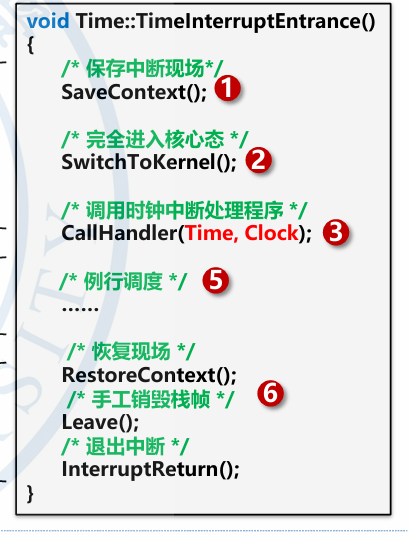 void Time::TimeInterruptEntrance()
{
/* 保存中断现场*/
SaveContext(); 1
/* 完全进入核心态 */
SwitchToKernel(); 2
/* 调用时钟中断处理程序 */
CallHandler(Time, Clock); 3
/* 例行调度 */ 5
……
/* 恢复现场 */
RestoreContext();
/* 手工销毁栈帧 */ 6
Leave();
/* 退出中断 */
InterruptReturn();
}